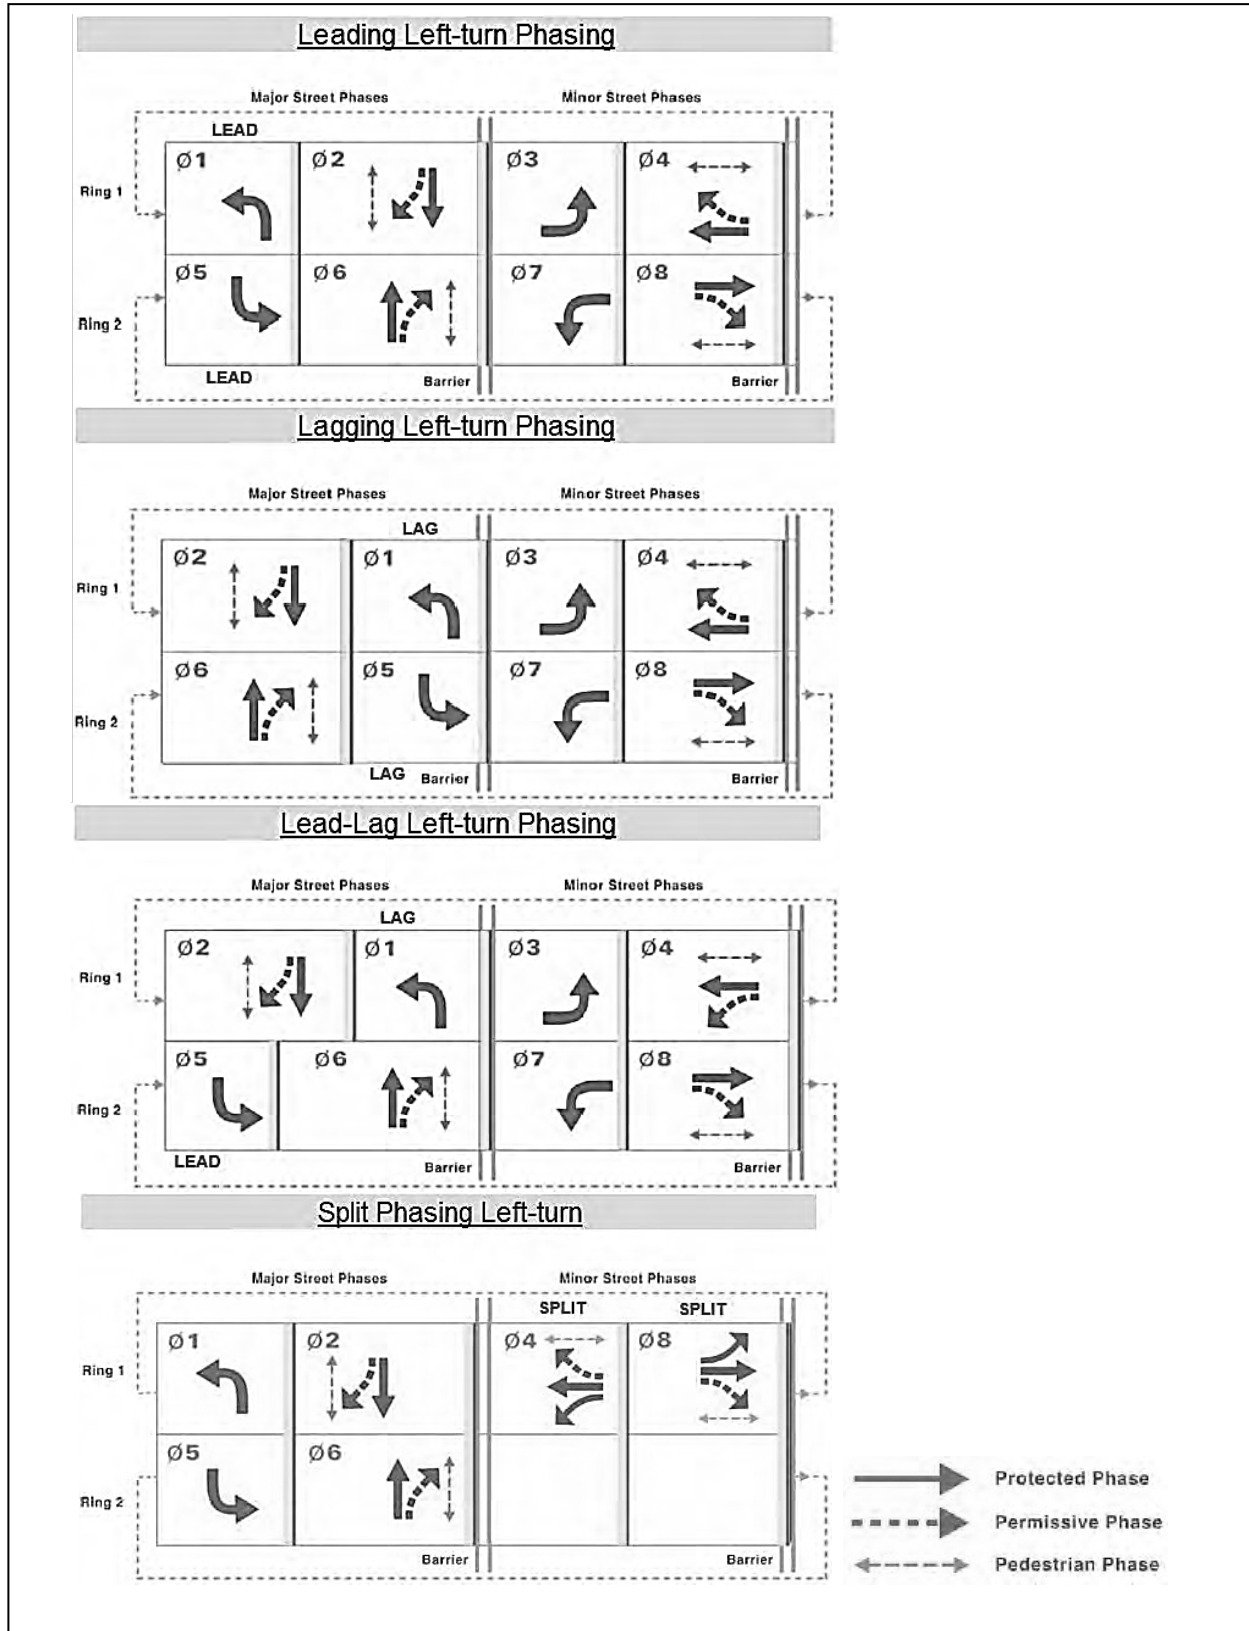 Leading Left-turn Phasing
Major Street Phases Minor Street Phases
LEAD
Ø1 Ø2 Ø3 Ø4
Ring 1
Ø5 Ø6 Ø7 Ø8
Ring 2
LEAD Barrier Barrier
Lagging Left-turn Phasing
Major Street Phases Minor Street Phases
LAG
Ø2 Ø1 Ø3 Ø4
Ring 1
Ø6 Ø5 Ø7 Ø8
Ring 2
LAG Barrier Barrier
Lead-Lag Left-turn Phasing
Major Street Phases Minor Street Phases
LAG
Ø2 Ø1 Ø3 Ø4
Ring 1
Ø5 Ø6 Ø7 Ø8
Ring 2
LEAD Barrier Barrier
Split Phasing Left-turn
Major Street Phases Minor Street Phases
SPLIT SPLIT
Ø1 Ø2 Ø4 Ø8
Ring 1
Ø5 Ø6
Ring 2
Barrier Barrier
Protected Phase
Permissive Phase
Pedestrian Phase